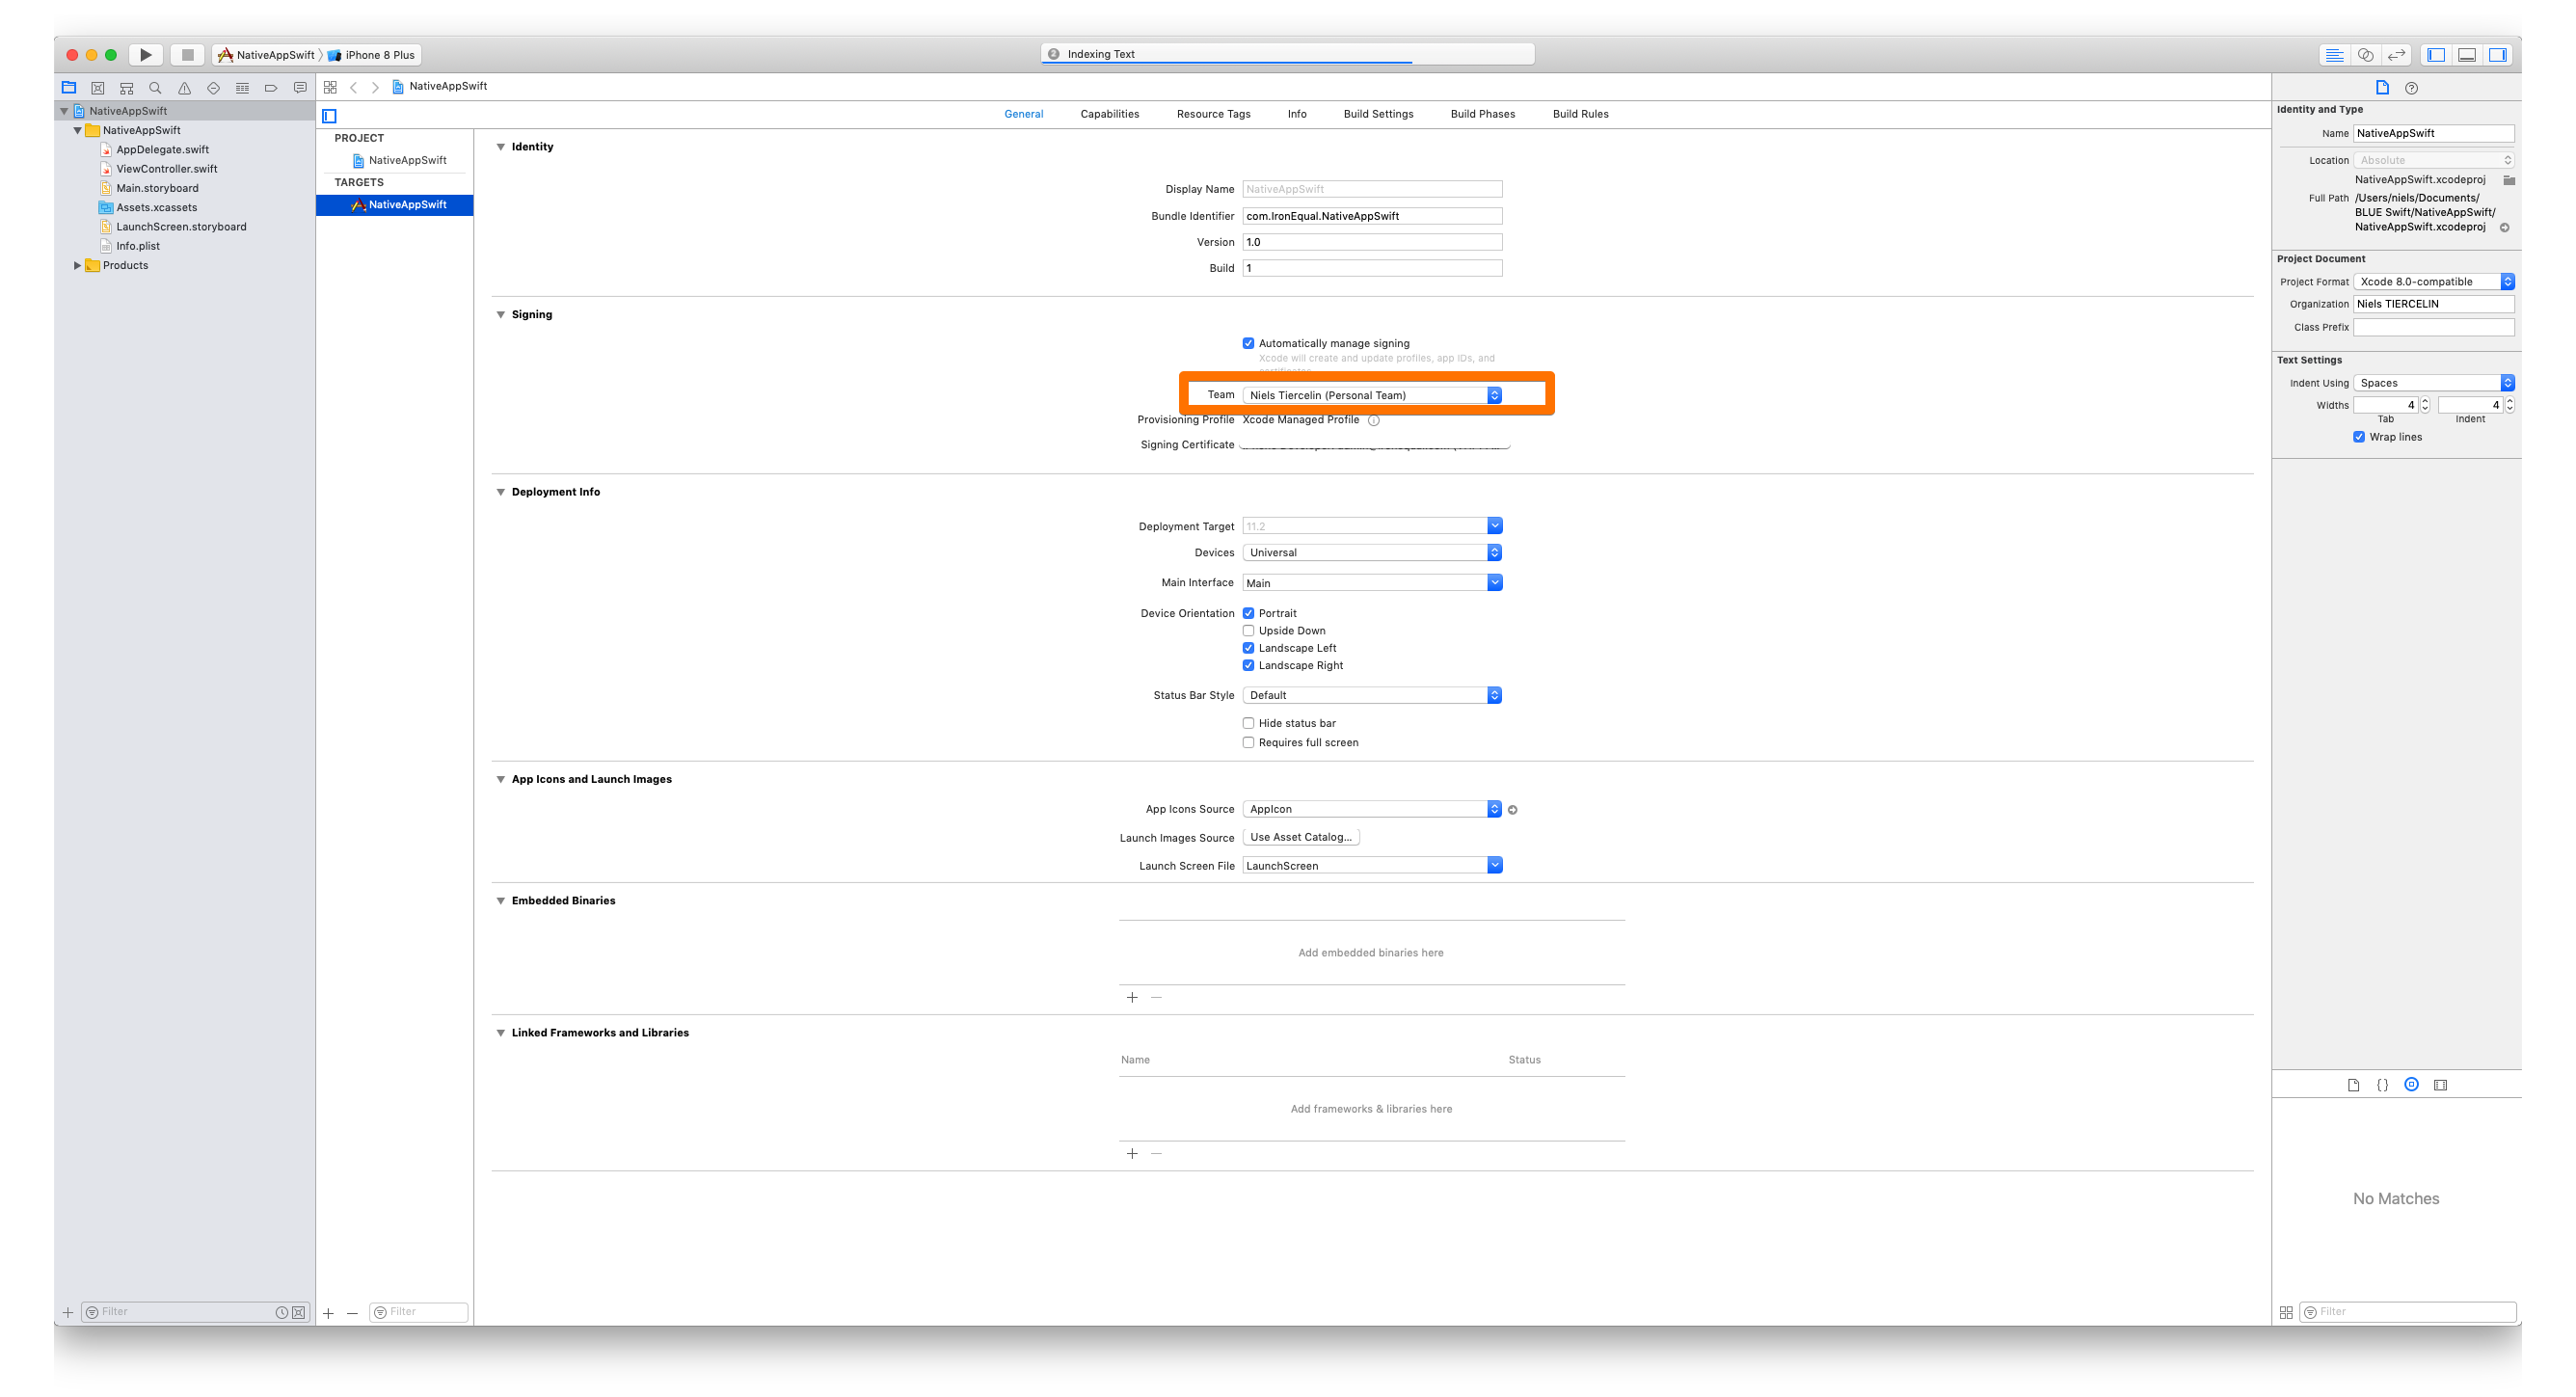 NativeAppSwift
iPhone 8 Plus
2
Indexing Text
NativeAppSwift
NativeAppSwift
NativeAppSwift
AppDelegate.swift
ViewController.swift
Main.storyboard
Assets.xcassets
LaunchScreen.storyboard
Info.plist
Products
Filter
PROJECT
NativeAppSwift
TARGETS
NativeAppSwift
Filter
General Capabilities Resource Tags Info Build Settings Build Phases Build Rules
Identity
Display Name NativeAppSwift
Bundle Identifier com.IronEqual.NativeAppSwift
Version 1.0
Build 1
Signing
Automatically manage signing
Xcode will create and update profiles, app IDs, and
Team Niels Tiercelin (Personal Team)
Provisioning Profile Xcode Managed Profile
Signing Certificate
Deployment Info
Deployment Target 11.2
Devices Universal
Main Interface Main
Device Orientation Portrait
Upside Down
Landscape Left
Landscape Right
Status Bar Style Default
Hide status bar
Requires full screen
App Icons and Launch Images
App Icons Source AppIcon
Launch Images Source Use Asset Catalog...
Launch Screen File LaunchScreen
Embedded Binaries
Add embedded binaries here
Linked Frameworks and Libraries
Name Status
Add frameworks & libraries here
Identity and Type
Name NativeAppSwift
Location Absolute
NativeAppSwift.xcodeproj
Full Path /Users/niels/Documents/
BLUE Swift/NativeAppSwift/
NativeAppSwift.xcodeproj
Project Document
Project Format Xcode 8.0-compatible
Organization Niels TIERCELIN
Class Prefix
Text Settings
Indent Using Spaces
Widths 4 4
Tab Indent
Wrap lines
No Matches
Filter